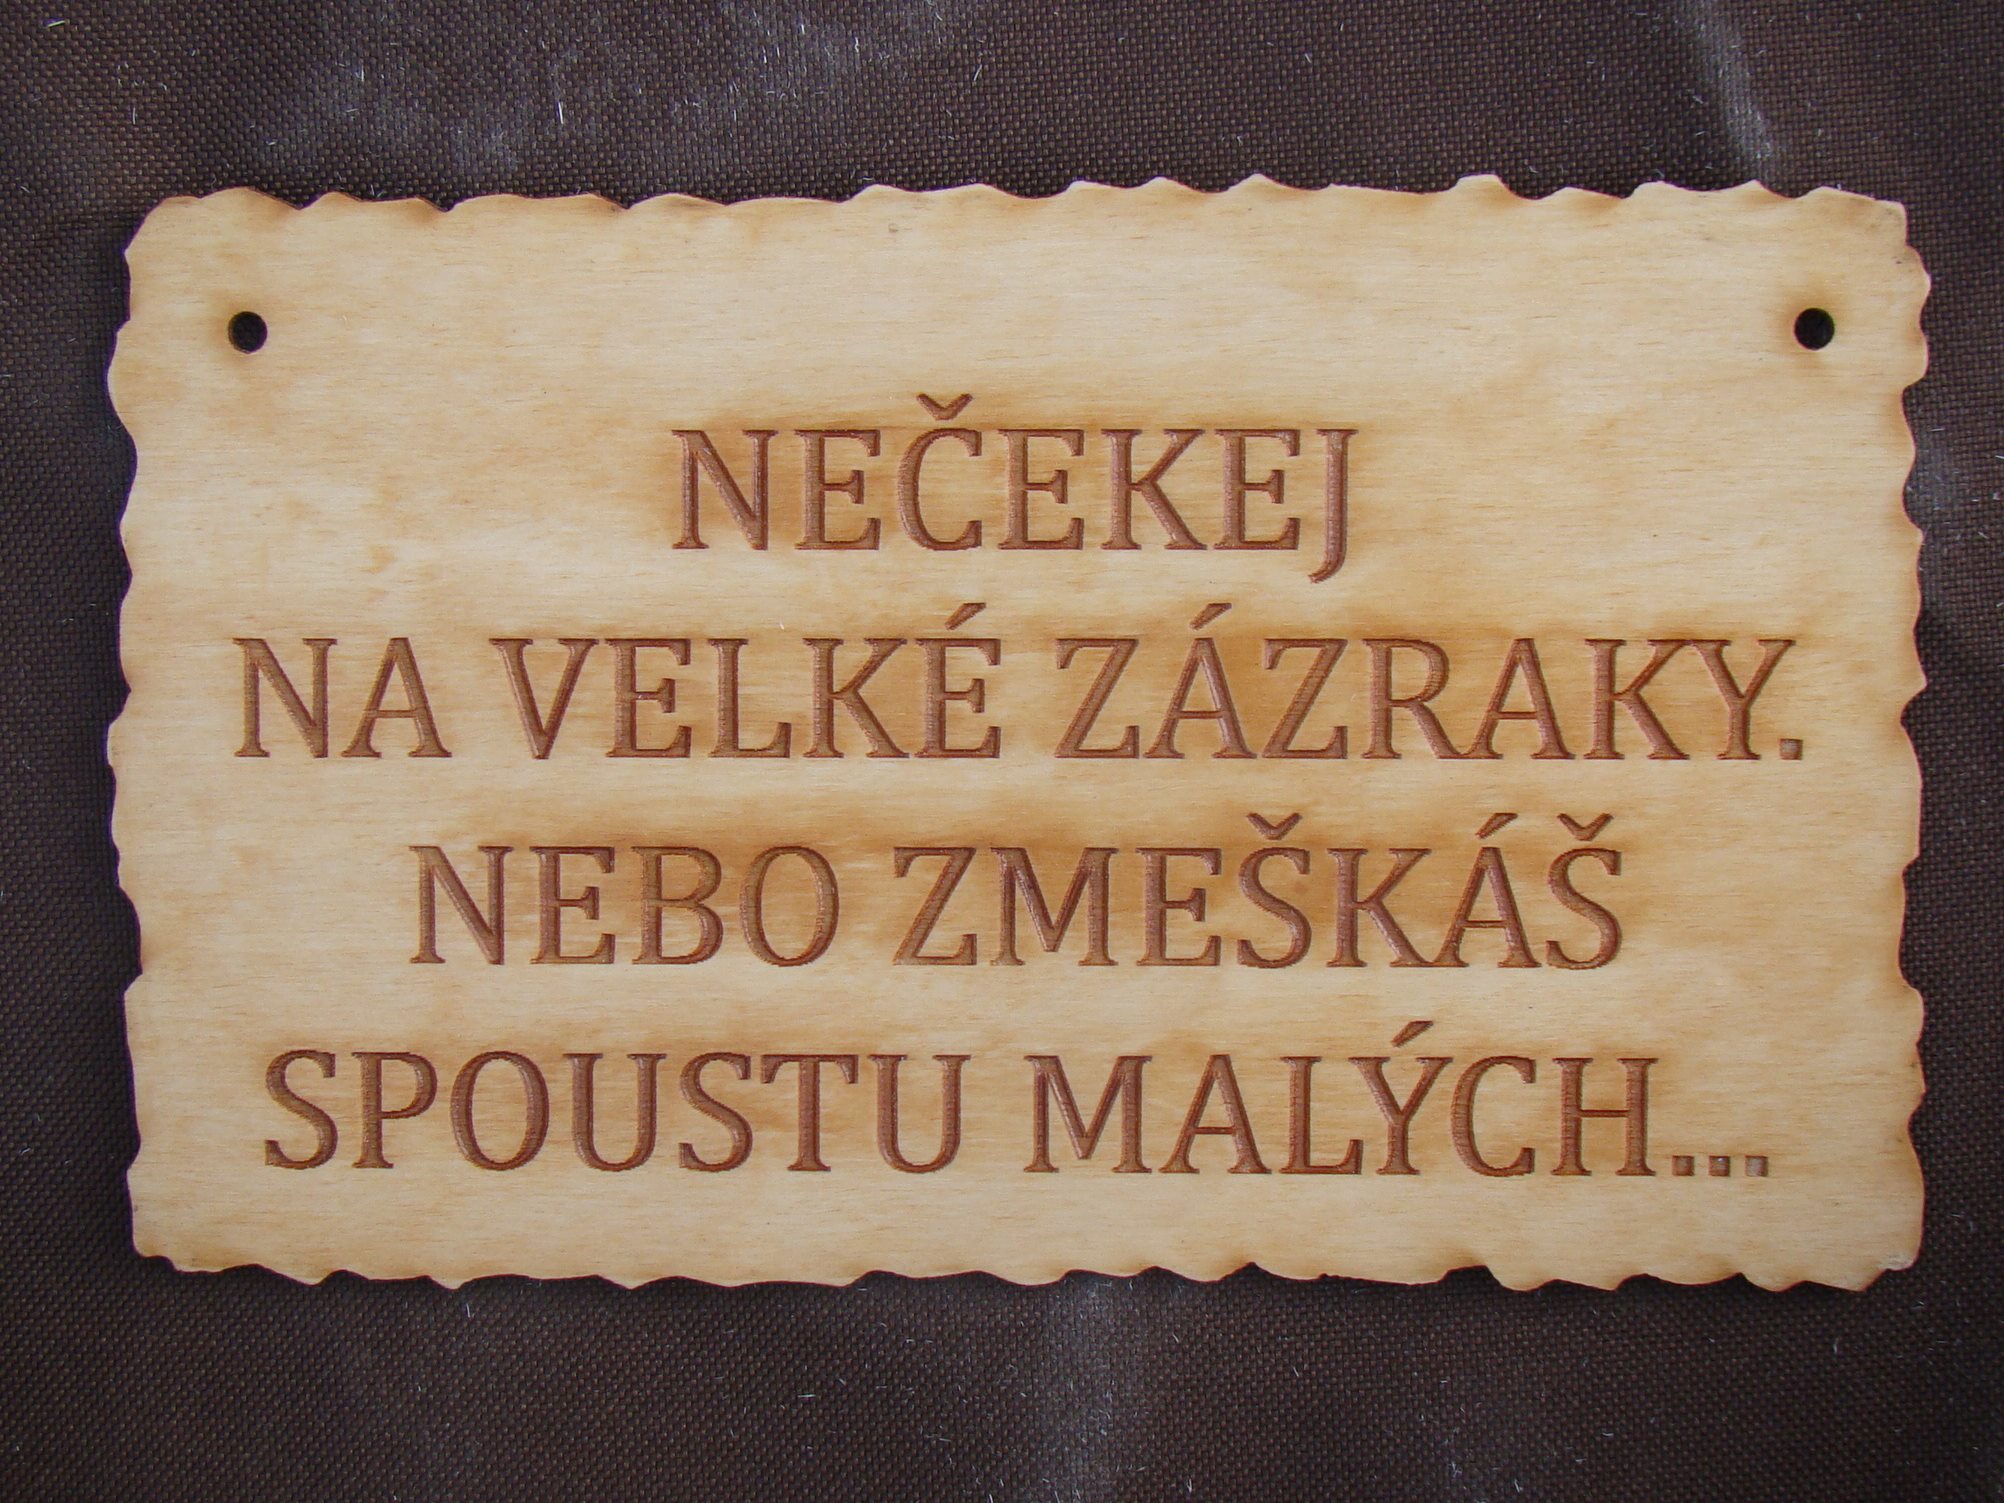 NEČEKEJ
NA VELKÉ ZÁZRAKY.
NEBO ZMEŠKÁŠ
SPOUSTU MALÝCH...